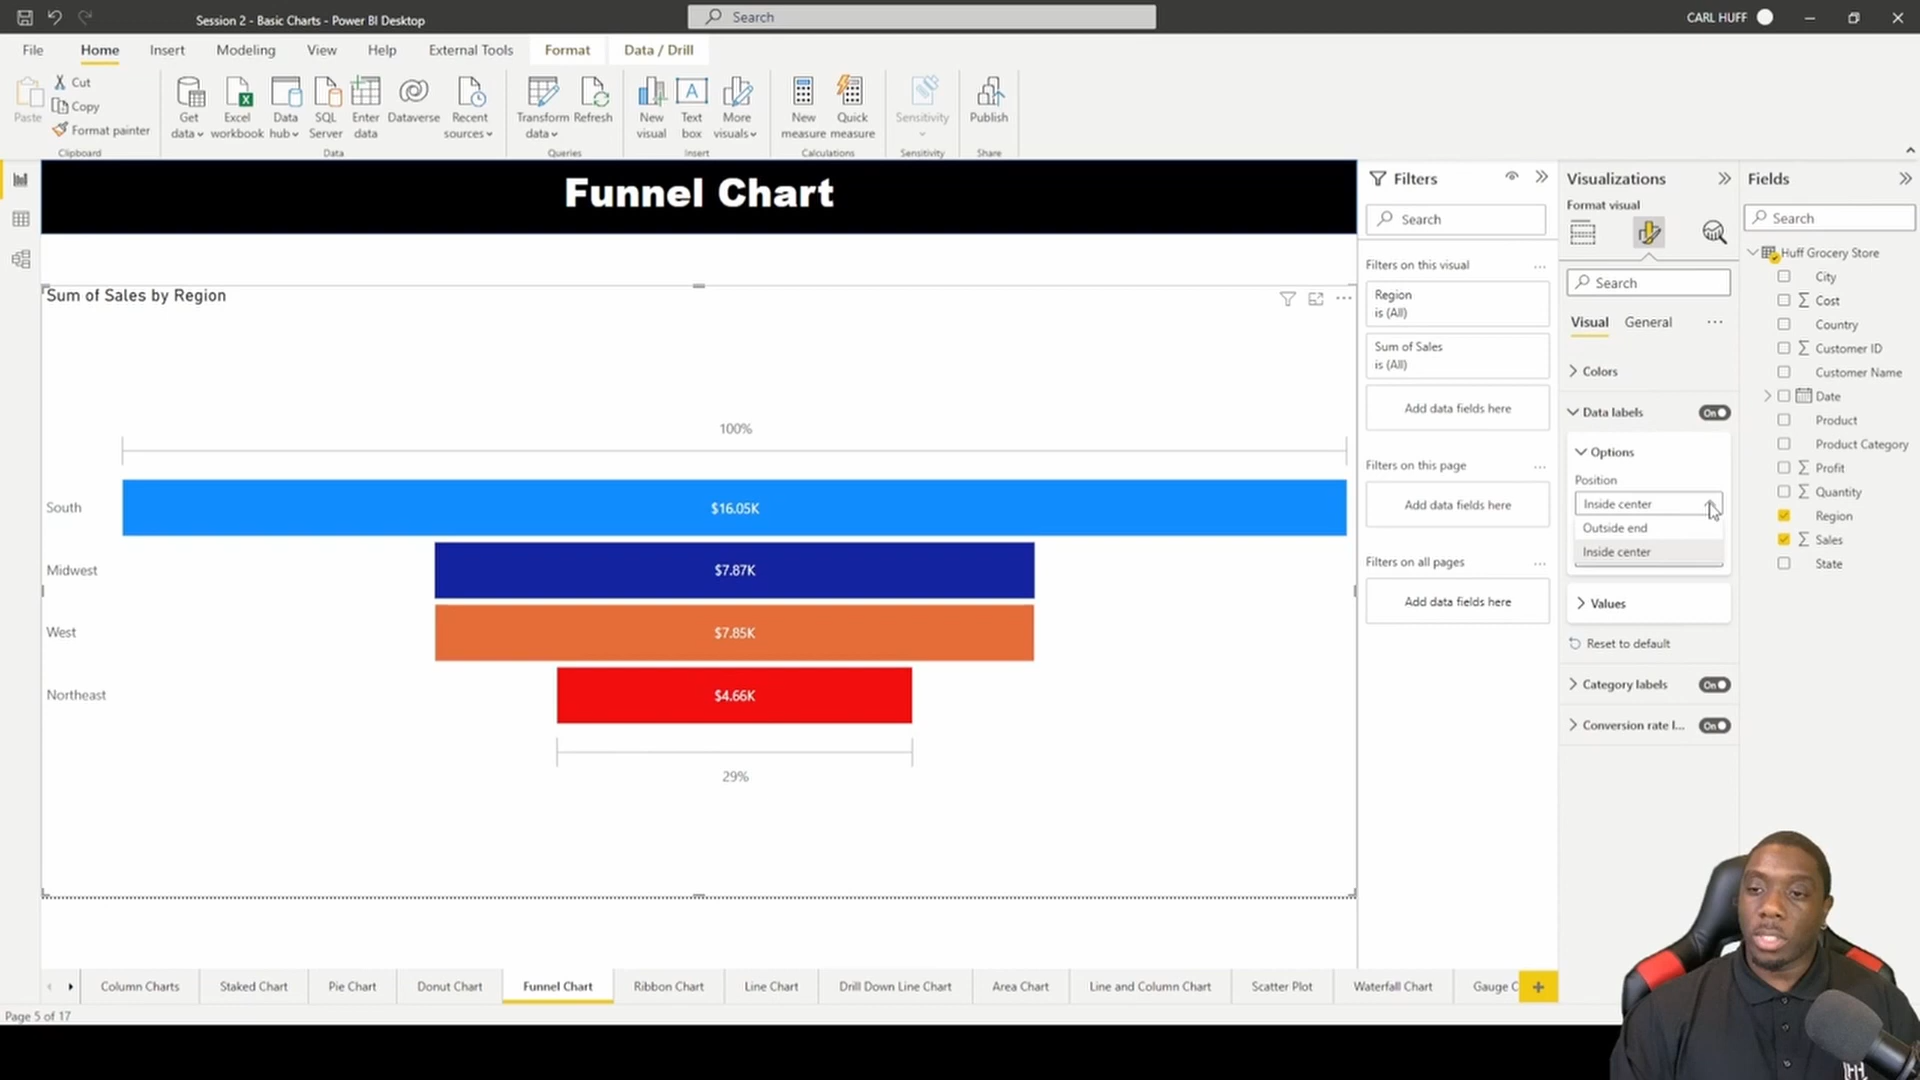 Session 2 - Basic Charts - Power BI Desktop
Search
CARL HUFF
File
Home
Insert
Modeling
View
Help
External Tools
Format
Data / Drill
Paste
Cut
Copy
Format painter
Clipboard
Get data
Excel workbook
Data hub
SQL Server
Enter data
Dataverse
Recent sources
Data
Transform data
Refresh
Queries
New visual
Text box
More visuals
Insert
New measure
Quick measure
Calculations
Sensitivity
Sensitivity
Publish
Share
Funnel Chart
Sum of Sales by Region
100%
South
$16.05K
Midwest
$7.87K
West
$7.85K
Northeast
$4.66K
29%
Filters
Search
Filters on this visual
Region
is (All)
Sum of Sales
is (All)
Add data fields here
Filters on this page
Add data fields here
Filters on all pages
Add data fields here
Visualizations
Format visual
Search
Visual
General
Colors
Data labels
On
Options
Position
Inside center
Outside end
Inside center
Values
Reset to default
Category labels
On
Conversion rate l...
On
Fields
Search
Huff Grocery Store
City
Cost
Country
Customer ID
Customer Name
Date
Product
Product Category
Profit
Quantity
Region
Sales
State
Column Charts
Staked Chart
Pie Chart
Donut Chart
Funnel Chart
Ribbon Chart
Line Chart
Drill Down Line Chart
Area Chart
Line and Column Chart
Scatter Plot
Waterfall Chart
Gauge C
Page 5 of 17